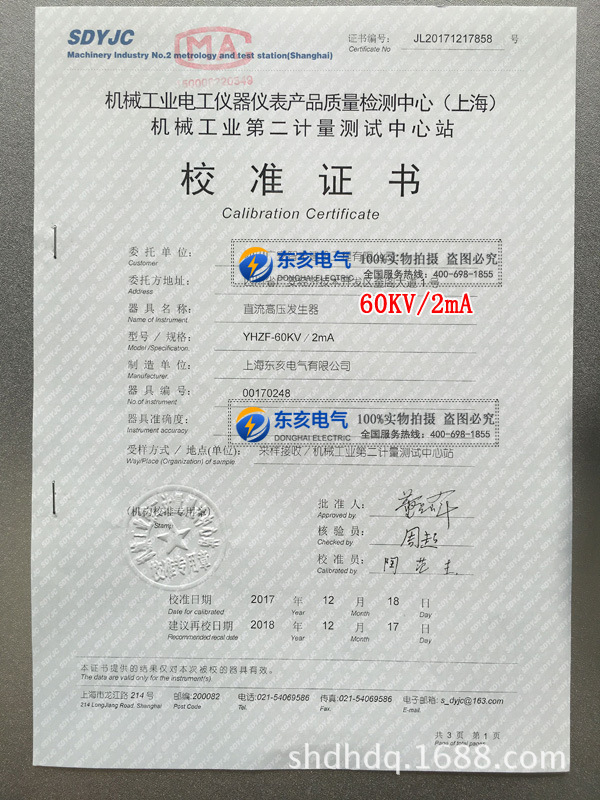 SDYJC
Machinery Industry No.2 metrology and test station(Shanghai)
MA
证书编号: JL20171217858 号
Certificate No
机械工业电工仪器仪表产品质量检测中心（上海）
机械工业第二计量测试中心站
校 准 证 书
Calibration Certificate
委托单位:
Customer
东亥电气
DONGHAI ELECTRIC
100%实物拍摄 盗图必究
全国服务热线: 400-698-1855
委托方地址:
Address
60KV/2mA
器具名称:
Name of Instrument
直流高压发生器
型号 / 规格:
Model /Specification
YHZF-60KV / 2mA
制造单位:
Manufacturer
上海东亥电气有限公司
器具编号:
No of instrument
00170248
器具准确度:
Instrument accuracy
东亥电气
DONGHAI ELECTRIC
100%实物拍摄 盗图必究
全国服务热线: 400-698-1855
受样方式 / 地点(单位):
Way/Place (Organization) of sample
采样接收 / 机械工业第二计量测试中心站
(机构校准专用章)
Stamp
批准人:
Approved by
核验员:
Checked by
周超
校准员:
Calibrated by
校准日期 2017 年 12 月 18 日
Date for calibrated Year Month Day
建议再校日期 2018 年 12 月 17 日
Recommended recal date Year Month Day
本证书提供的结果仅对本次被校的器具有效。
The data are valid only for the instrument(s).
上海市龙江路 214 号 邮编:200082 电话:021-54069586 传真:021-54069586 电子邮箱: s_dyjc@163.com
214 LongJiang Road, Shanghai Post Code Tel. Fax. E-mail.
共 3 页 第 1 页
Page of total pages
shdhdq.1688.com